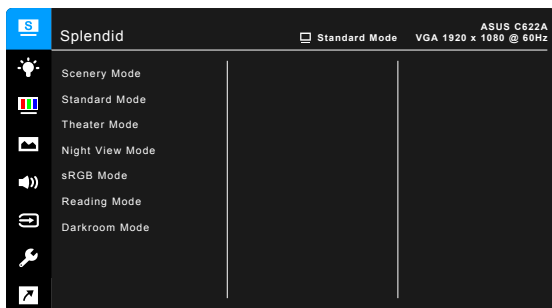 S
Splendid
Standard Mode
ASUS C622A
VGA 1920 x 1080 @ 60Hz
Scenery Mode
Standard Mode
Theater Mode
Night View Mode
sRGB Mode
Reading Mode
Darkroom Mode